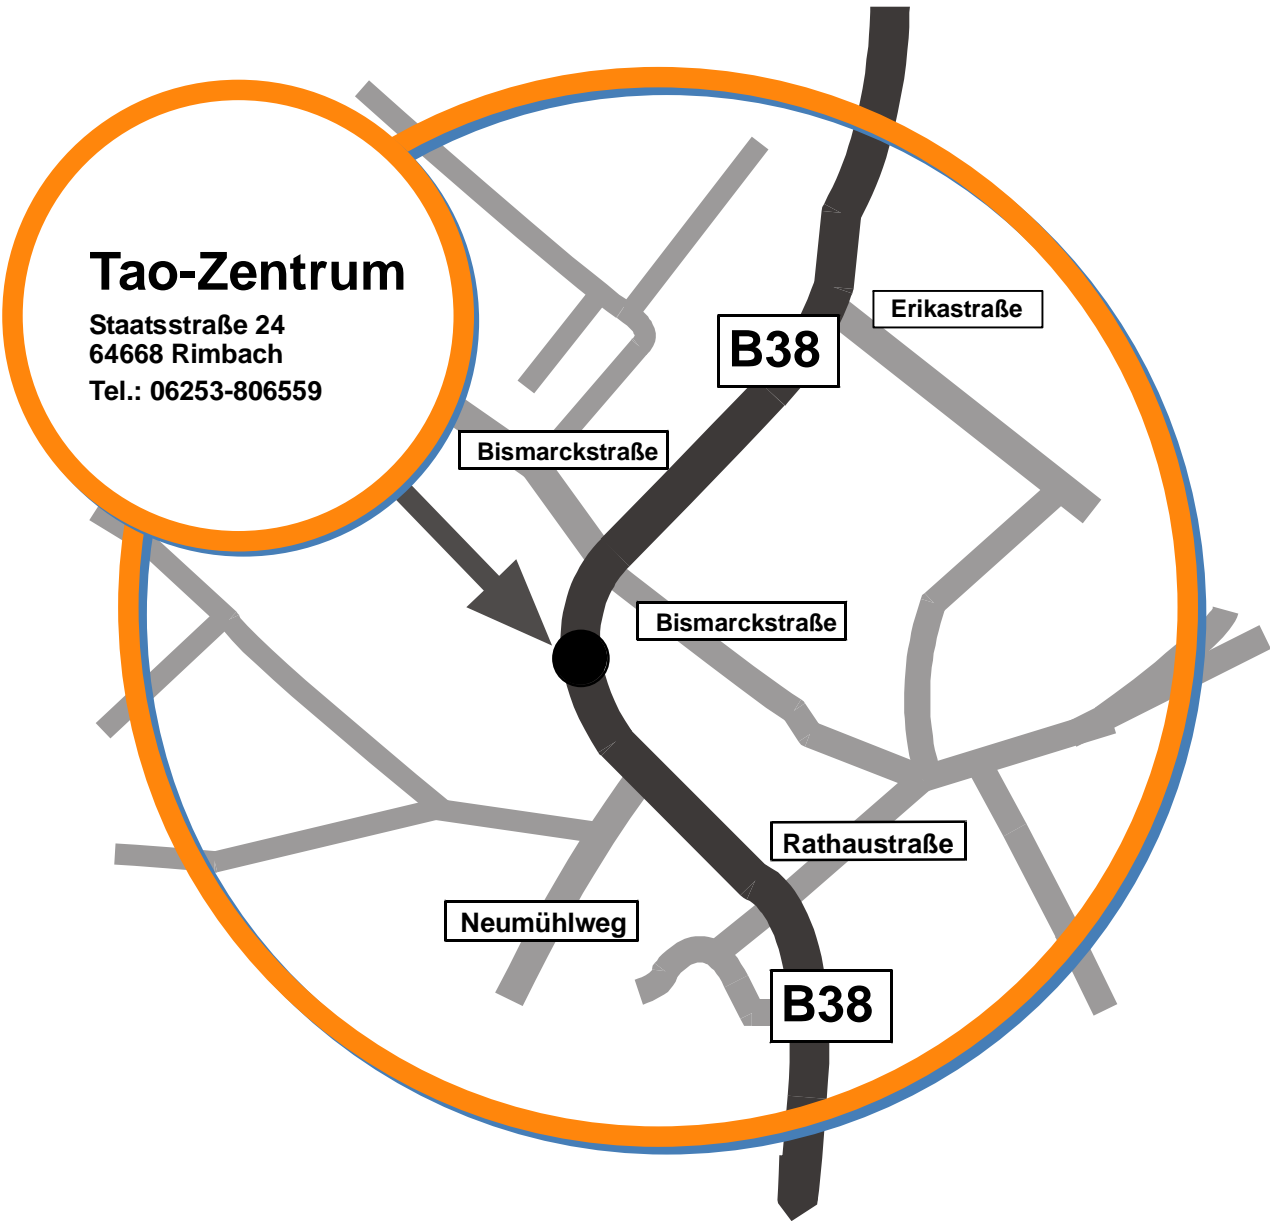 Tao-Zentrum
Staatsstraße 24
64668 Rimbach
Tel.: 06253-806559
Erikastraße
B38
Bismarckstraße
Bismarckstraße
Rathaustraße
Neumühlweg
B38